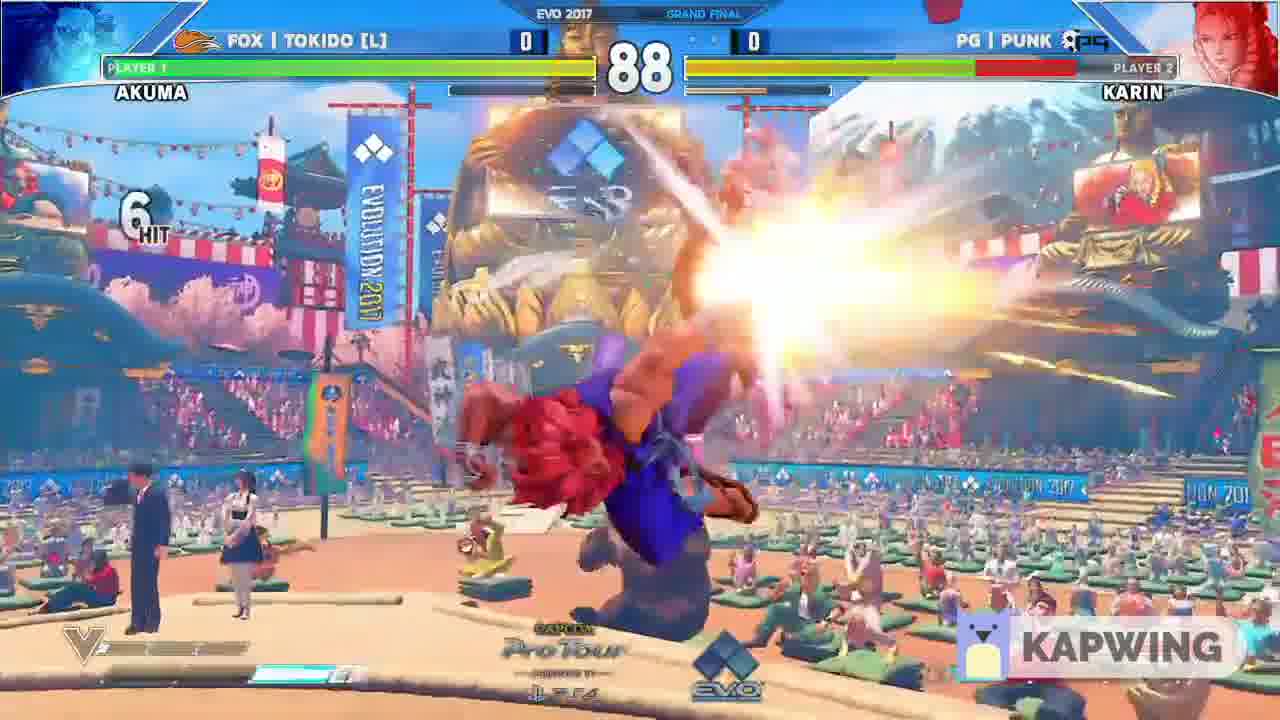 EVO 2017 GRAND FINAL
FOX | TOKIDO [L] 0 88 0 PG | PUNK
PLAYER 1 PLAYER 2
AKUMA KARIN
6
HIT
EVOLUTION 2017
CAPCOM
Pro Tour
PS4
EVO
KAPWING